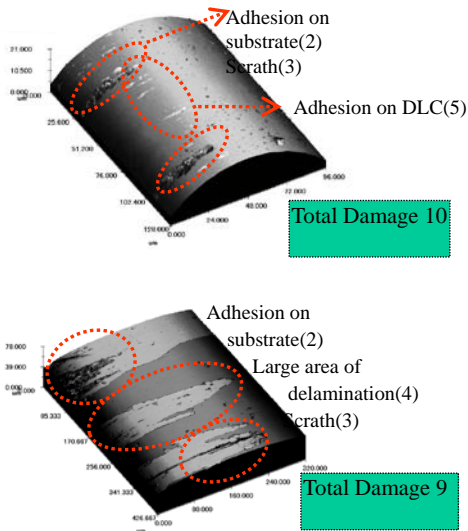 Adhesion on
substrate(2)
Scrath(3)
Adhesion on DLC(5)
21.000
10.500
0.000
25.600
51.200
76.000
102.400
128.000
0.000
24.000
48.000
72.000
96.000
Total Damage 10
Adhesion on
substrate(2)
Large area of
delamination(4)
Scrath(3)
78.000
39.000
0.000
85.333
170.667
256.000
341.333
426.667
0.000
80.000
160.000
240.000
320.000
Total Damage 9